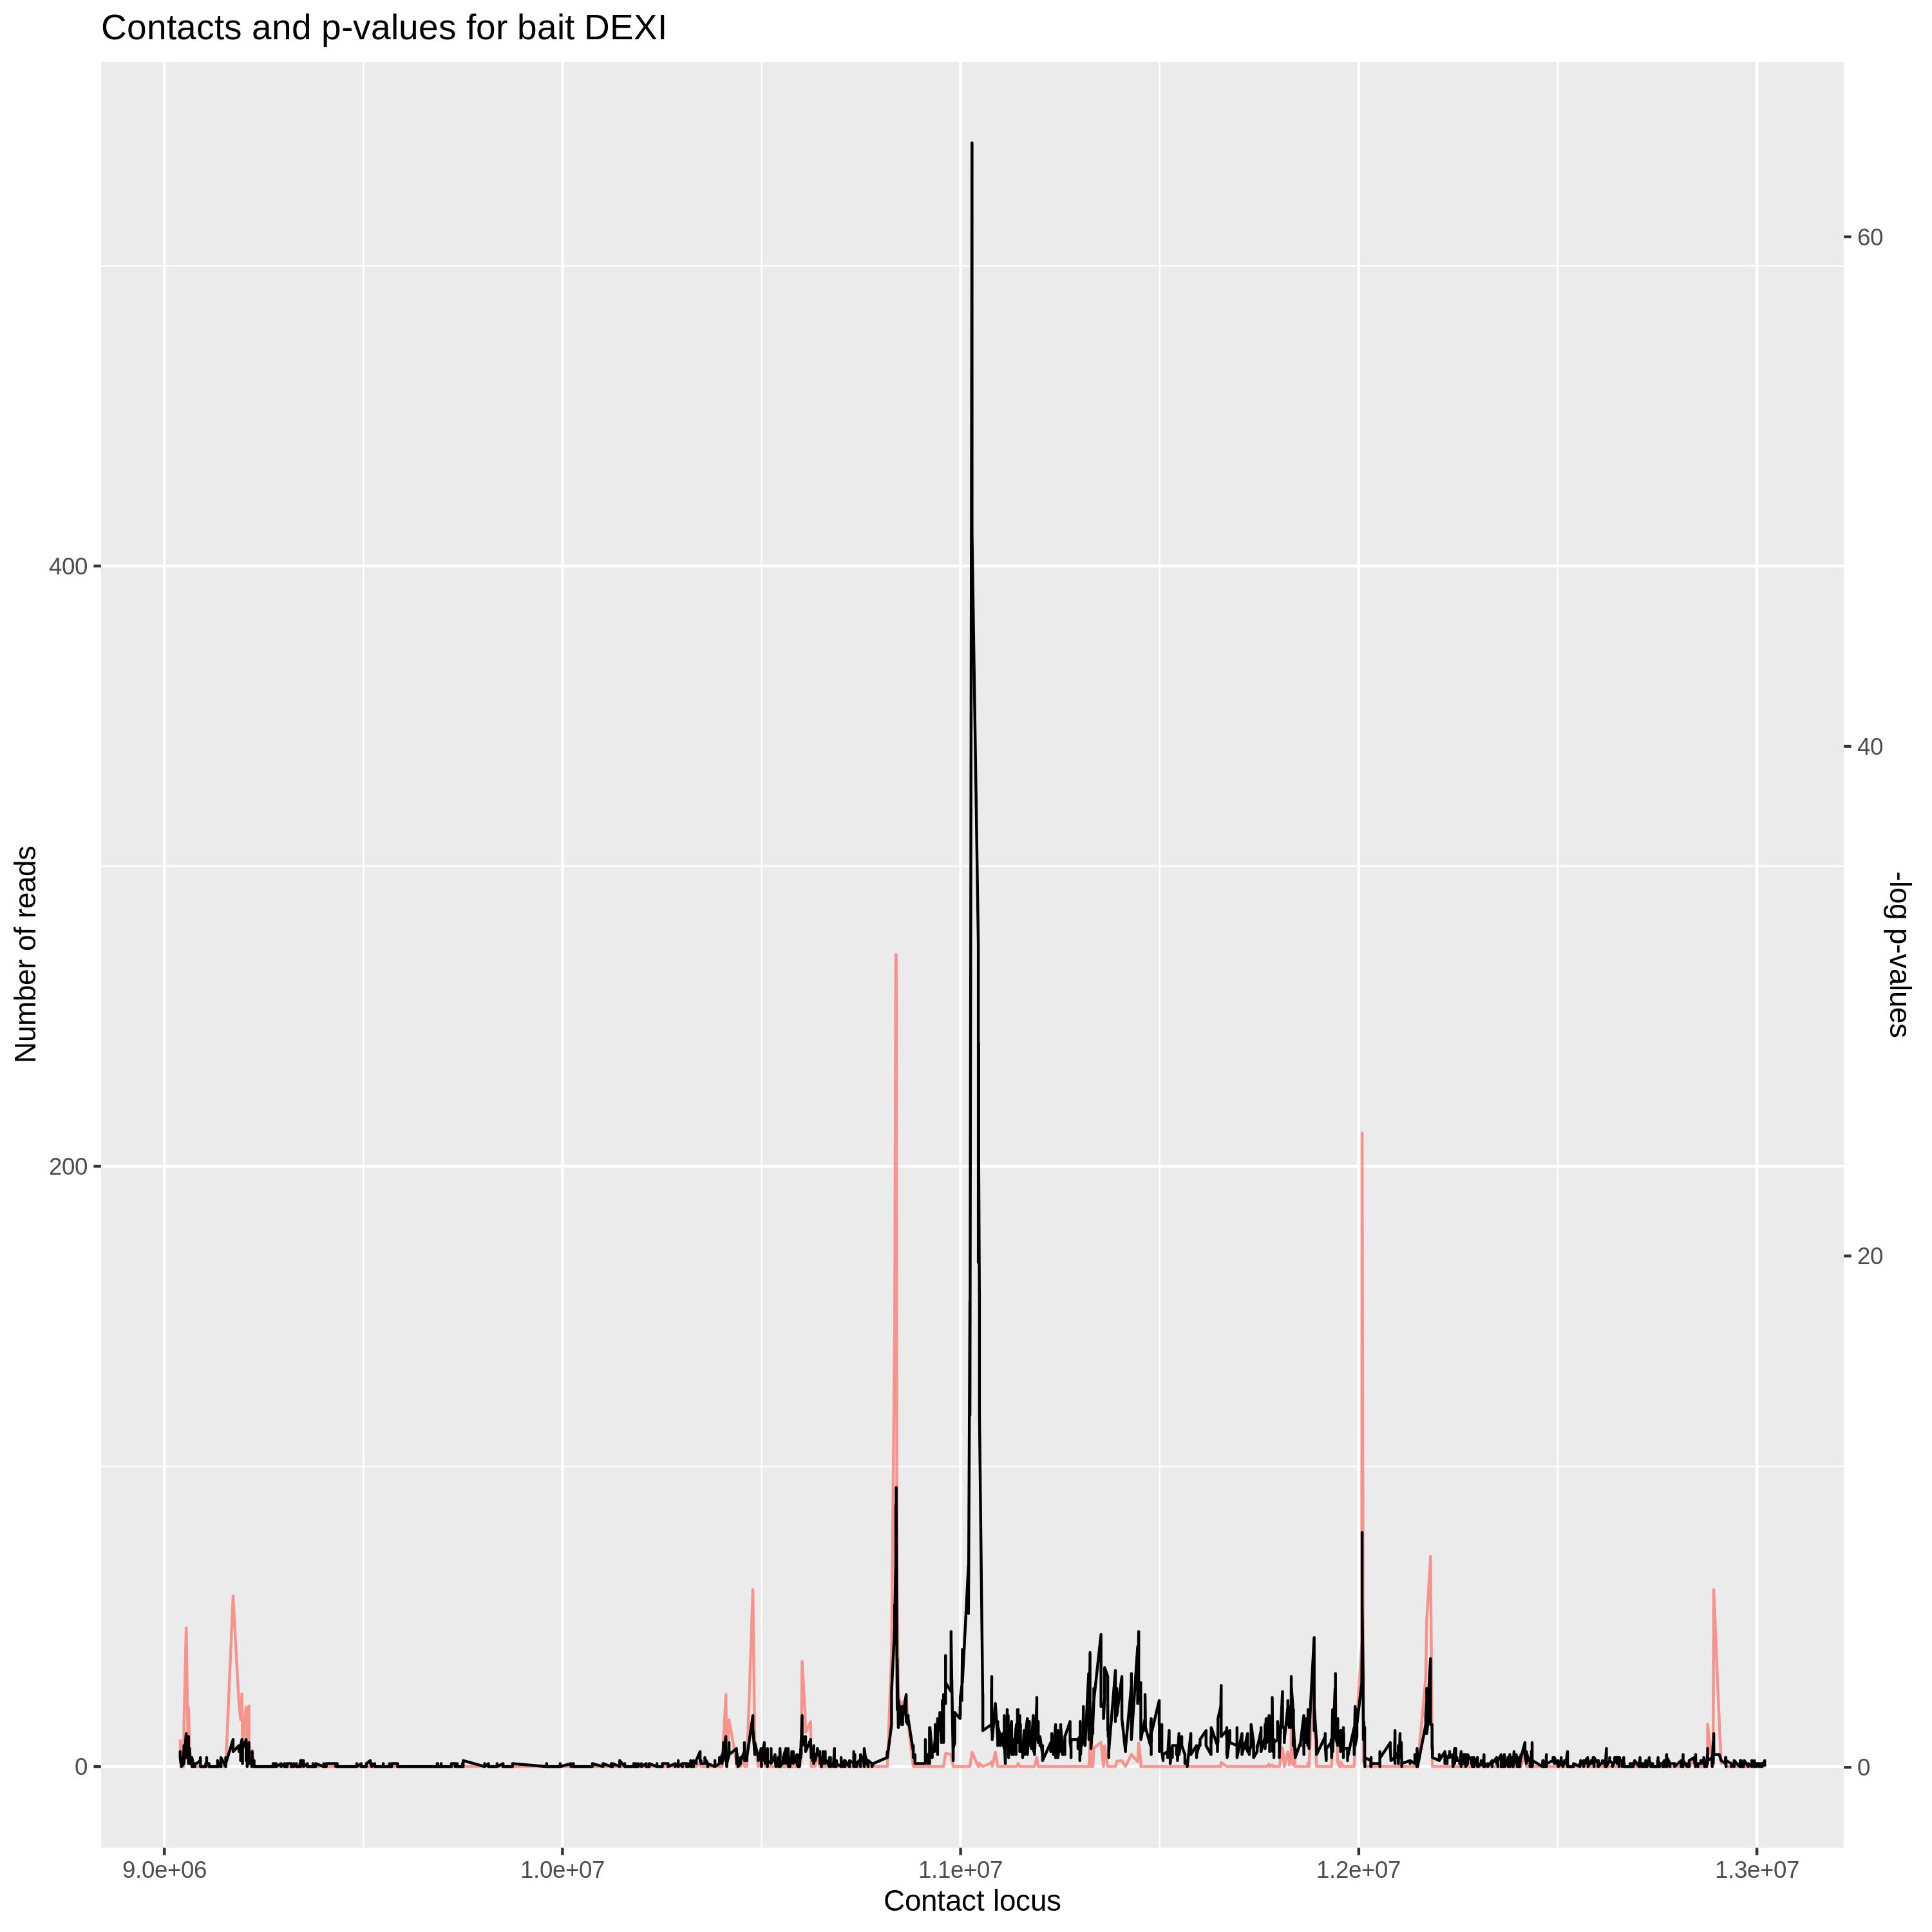 Contacts and p-values for bait DEXI
Number of reads
400
200
0
60
40
20
0
-log p-values
9.0e+06
1.0e+07
1.1e+07
1.2e+07
1.3e+07
Contact locus